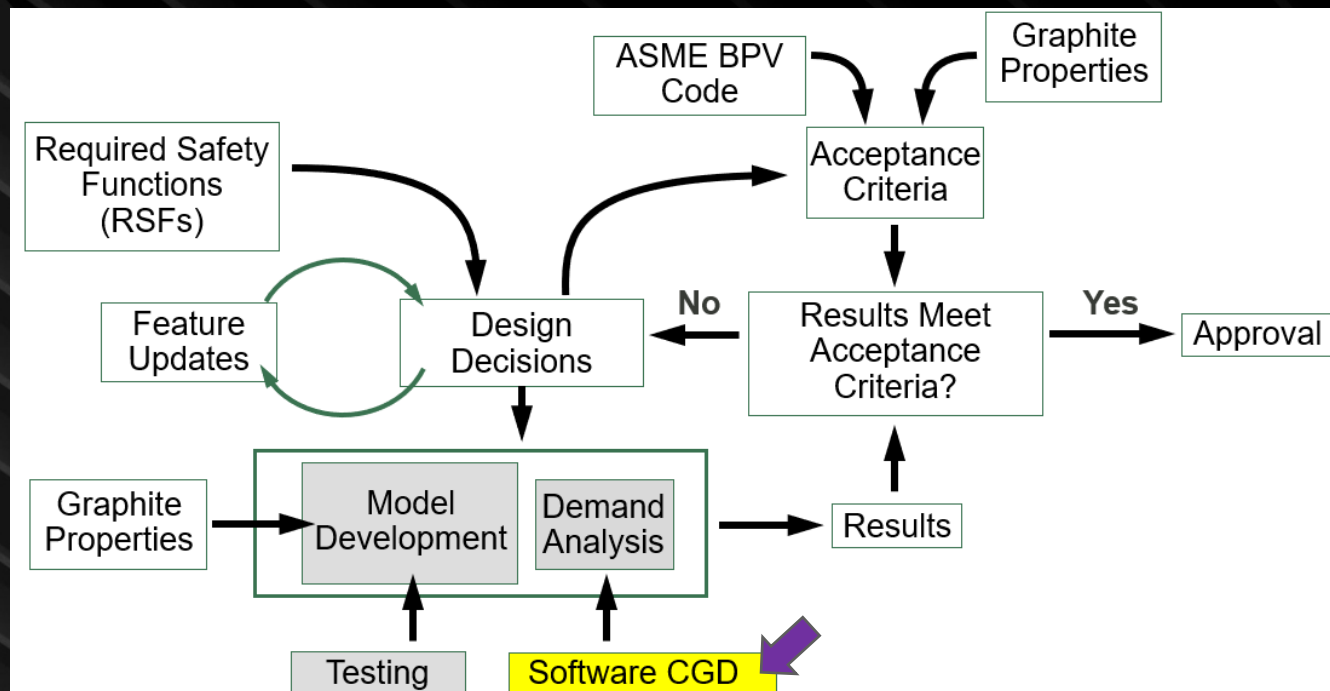 ASME BPV
Code
Graphite
Properties
Required Safety
Functions
(RSFs)
Acceptance
Criteria
Feature
Updates
Design
Decisions
No
Results Meet
Acceptance
Criteria?
Yes
Approval
Graphite
Properties
Model
Development
Demand
Analysis
Results
Testing
Software CGD